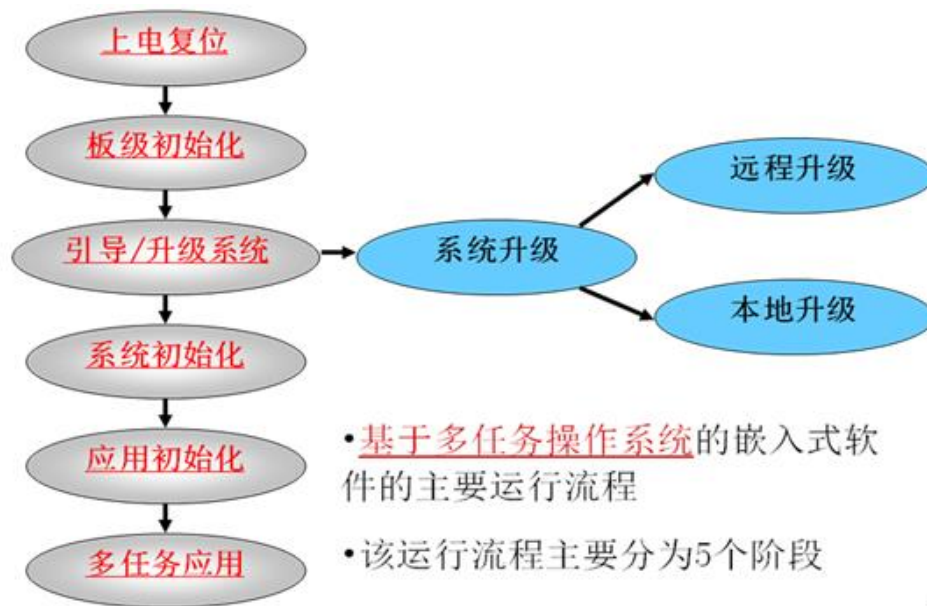 上电复位
板级初始化
引导/升级系统
系统初始化
应用初始化
多任务应用
系统升级
远程升级
本地升级
•基于多任务操作系统的嵌入式软
件的主要运行流程
•该运行流程主要分为5个阶段